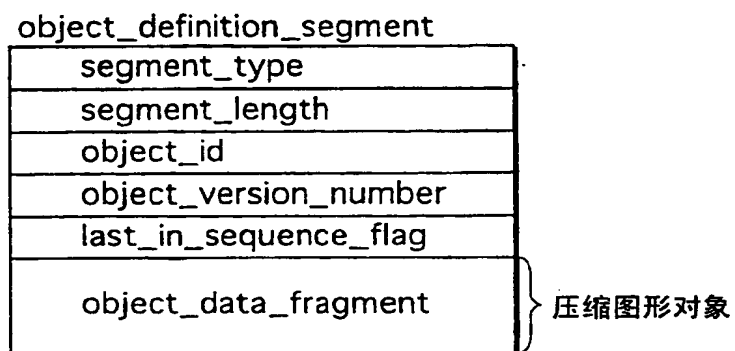 object_definition_segment
segment_type
segment_length
object_id
object_version_number
last_in_sequence_flag
object_data_fragment
压缩图形对象